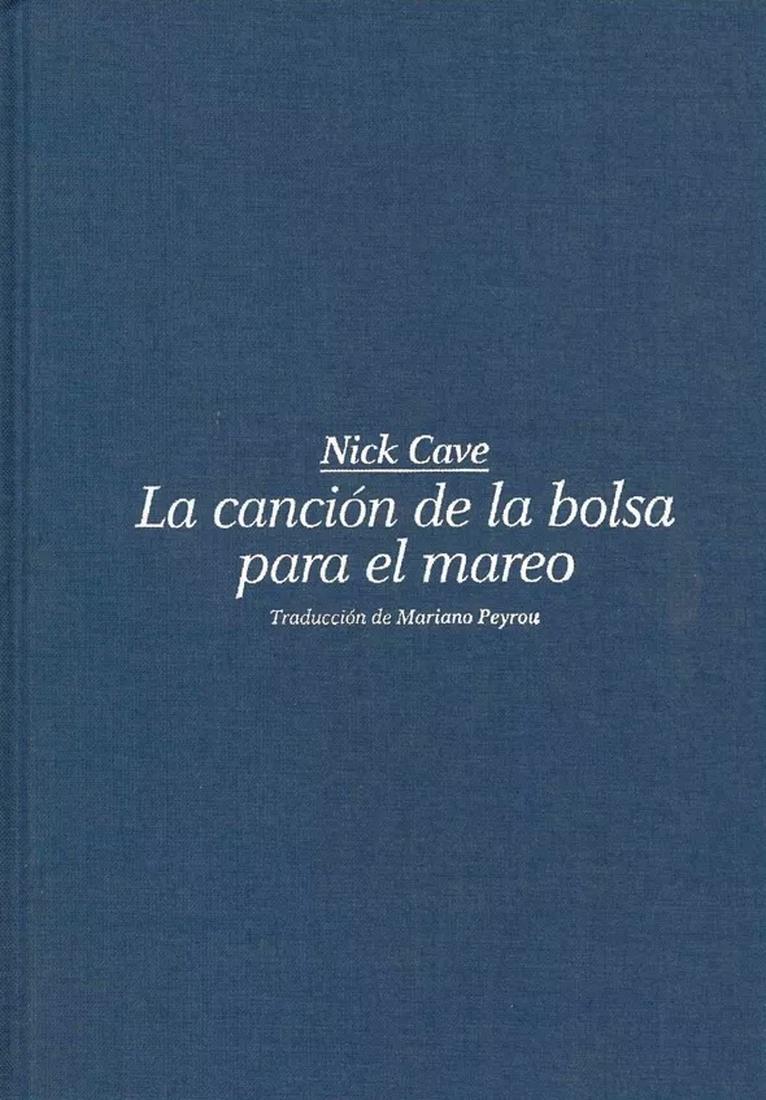 Nick Cave
La canción de la bolsa
para el mareo
Traducción de Mariano Peyrou